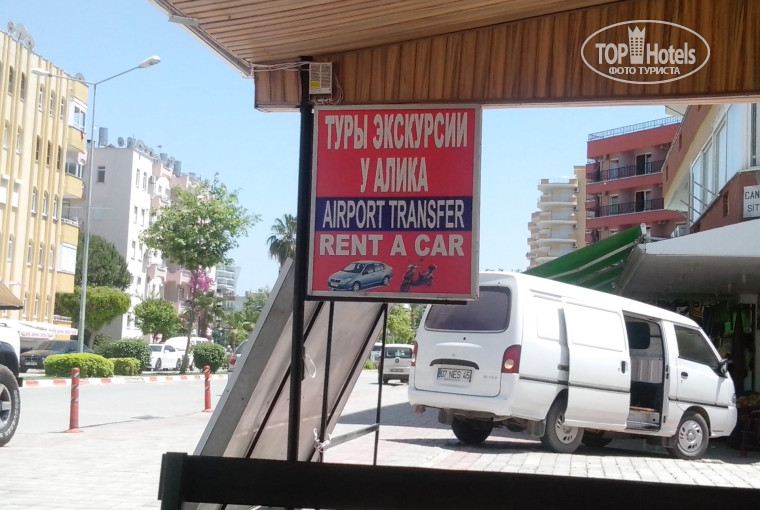 TOP Hotels
ФОТО ТУРИСТА
ТУРЫ ЭКСКУРСИИ
У АЛИКА
AIRPORT TRANSFER
RENT A CAR
07 NES 45